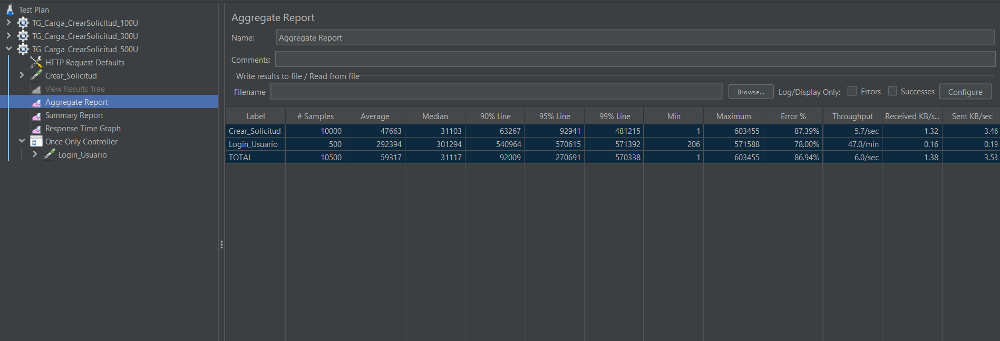 Test Plan
TG_Carga_CrearSolicitud_100U
TG_Carga_CrearSolicitud_300U
TG_Carga_CrearSolicitud_500U
HTTP Request Defaults
Crear_Solicitud
View Results Tree
Aggregate Report
Summary Report
Response Time Graph
Once Only Controller
Login_Usuario
Aggregate Report
Name: Aggregate Report
Comments:
Write results to file / Read from file
Filename Browse... Log/Display Only: Errors Successes Configure
Label # Samples Average Median 90% Line 95% Line 99% Line Min Maximum Error % Throughput Received KB/s... Sent KB/sec
Crear_Solicitud 10000 47663 31103 63267 92941 481215 1 603455 87.39% 5.7/sec 1.32 3.46
Login_Usuario 500 292394 301294 540964 570615 571392 206 571588 78.00% 47.0/min 0.16 0.19
TOTAL 10500 59317 31117 92009 270691 570338 1 603455 86.94% 6.0/sec 1.38 3.53